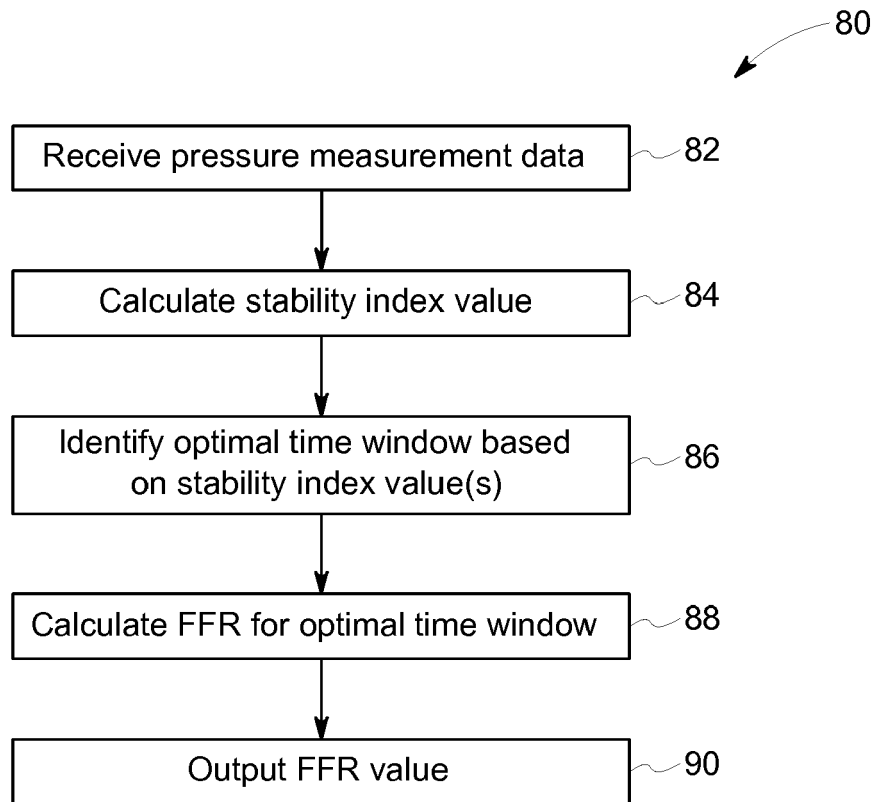 80
Receive pressure measurement data
82
Calculate stability index value
84
Identify optimal time window based
on stability index value(s)
86
Calculate FFR for optimal time window
88
Output FFR value
90